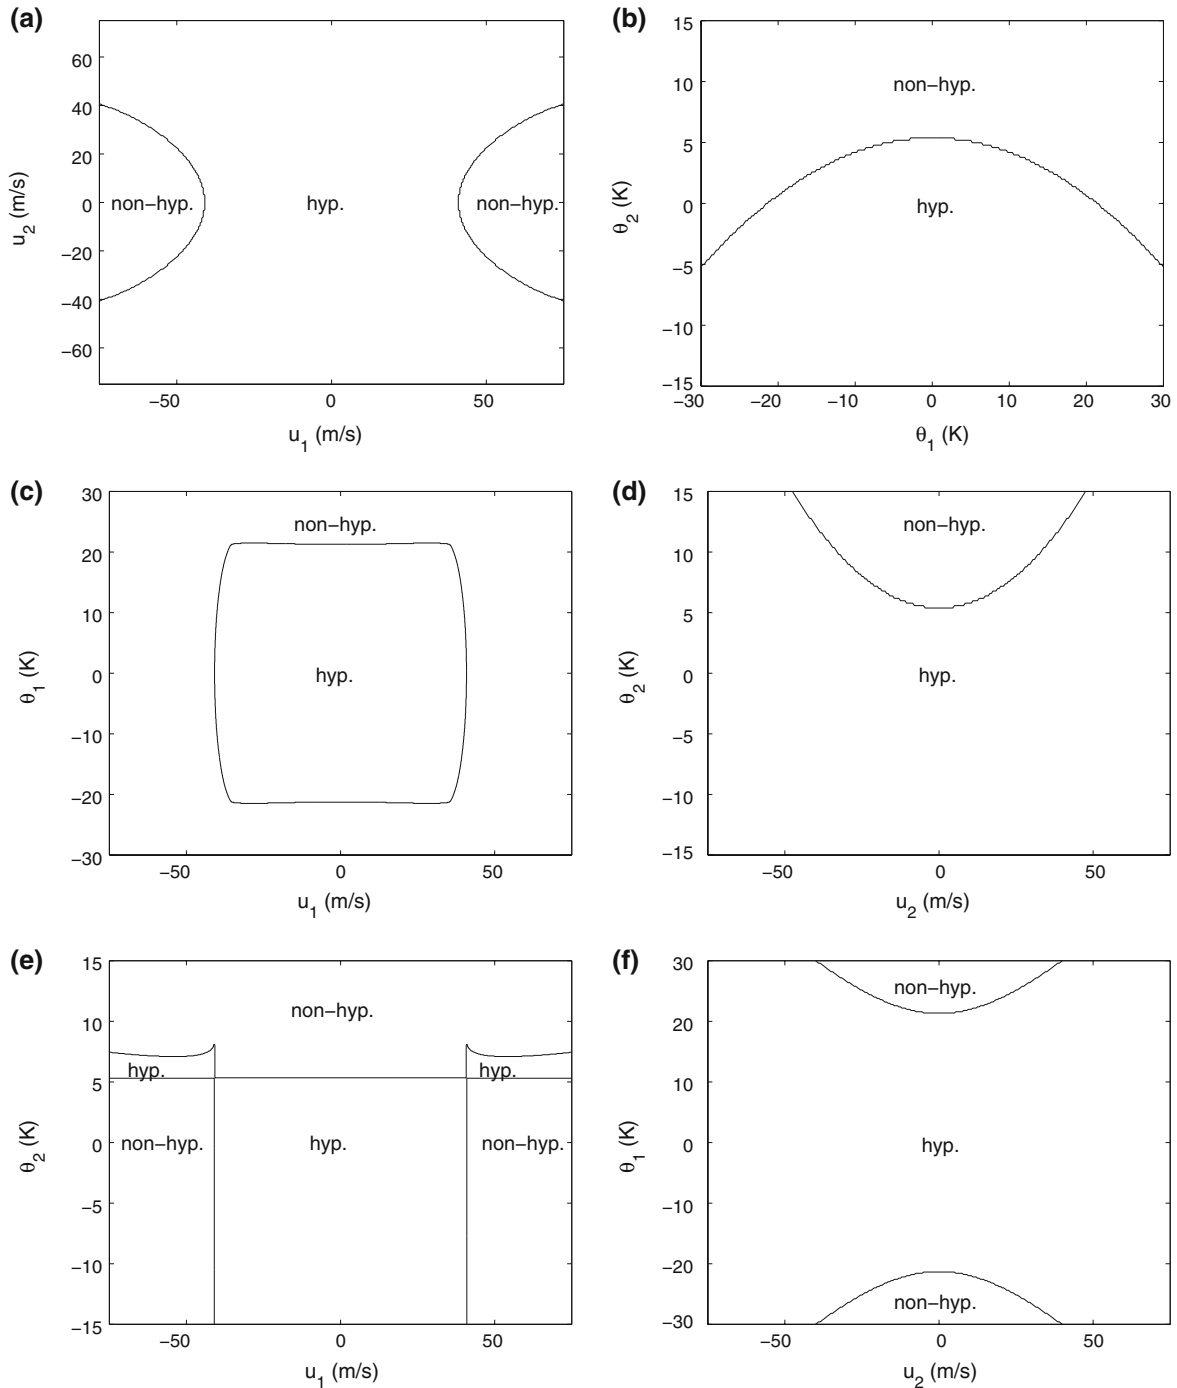 (a)
60
40
20
0
−20
−40
−60
u2 (m/s)
non−hyp.
hyp.
non−hyp.
−50
0
50
u1 (m/s)
(b)
15
10
5
0
−5
−10
−15
θ2 (K)
non−hyp.
hyp.
−30
−20
−10
0
10
20
30
θ1 (K)
(c)
30
20
10
0
−10
−20
−30
θ1 (K)
non−hyp.
hyp.
−50
0
50
u1 (m/s)
(d)
15
10
5
0
−5
−10
−15
θ2 (K)
non−hyp.
hyp.
−50
0
50
u2 (m/s)
(e)
15
10
5
0
−5
−10
−15
θ2 (K)
non−hyp.
hyp.
hyp.
non−hyp.
hyp.
non−hyp.
−50
0
50
u1 (m/s)
(f)
30
20
10
0
−10
−20
−30
θ1 (K)
non−hyp.
hyp.
non−hyp.
−50
0
50
u2 (m/s)